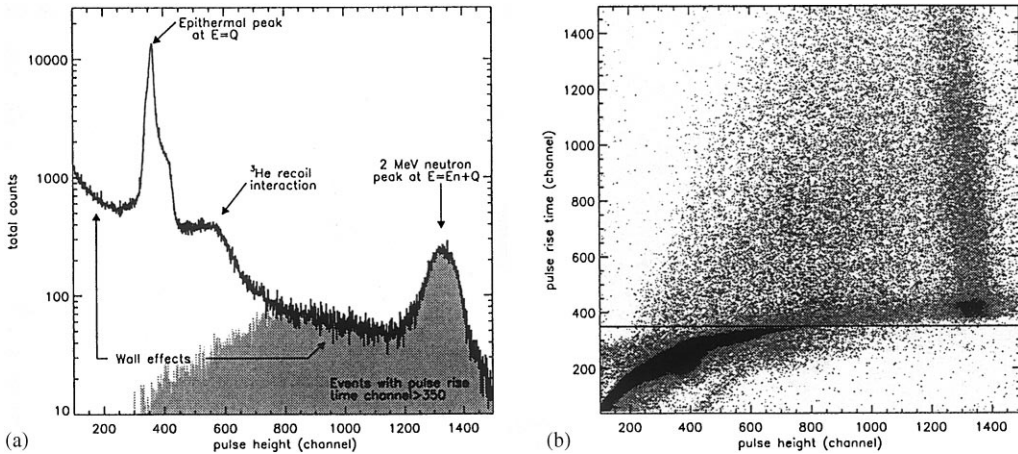 Epithermal peak
at E=Q
10000
1000
100
10
total counts
³He recoil
interaction
2 MeV neutron
peak at E=En+Q
Wall effects
Events with pulse rise
time channel>350
200 400 600 800 1000 1200 1400
pulse height (channel)
(a)
1400
1200
1000
800
600
400
200
pulse rise time (channel)
200 400 600 800 1000 1200 1400
pulse height (channel)
(b)